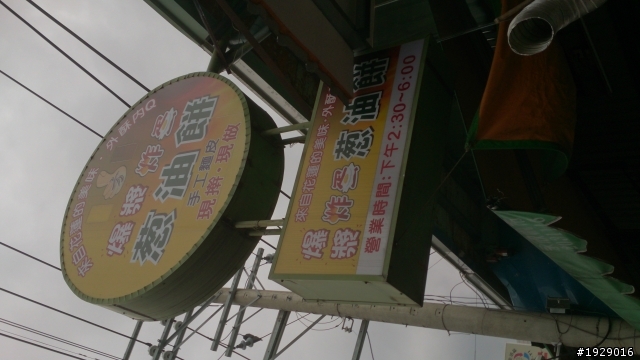 來自花蓮的美味·外酥內Q
爆漿炸蛋
蔥油餅
手工麵皮
現擀·現做
來自花蓮的美味·外酥
爆漿炸蛋
蔥油餅
營業時間:下午2:30~6:00
#1929016